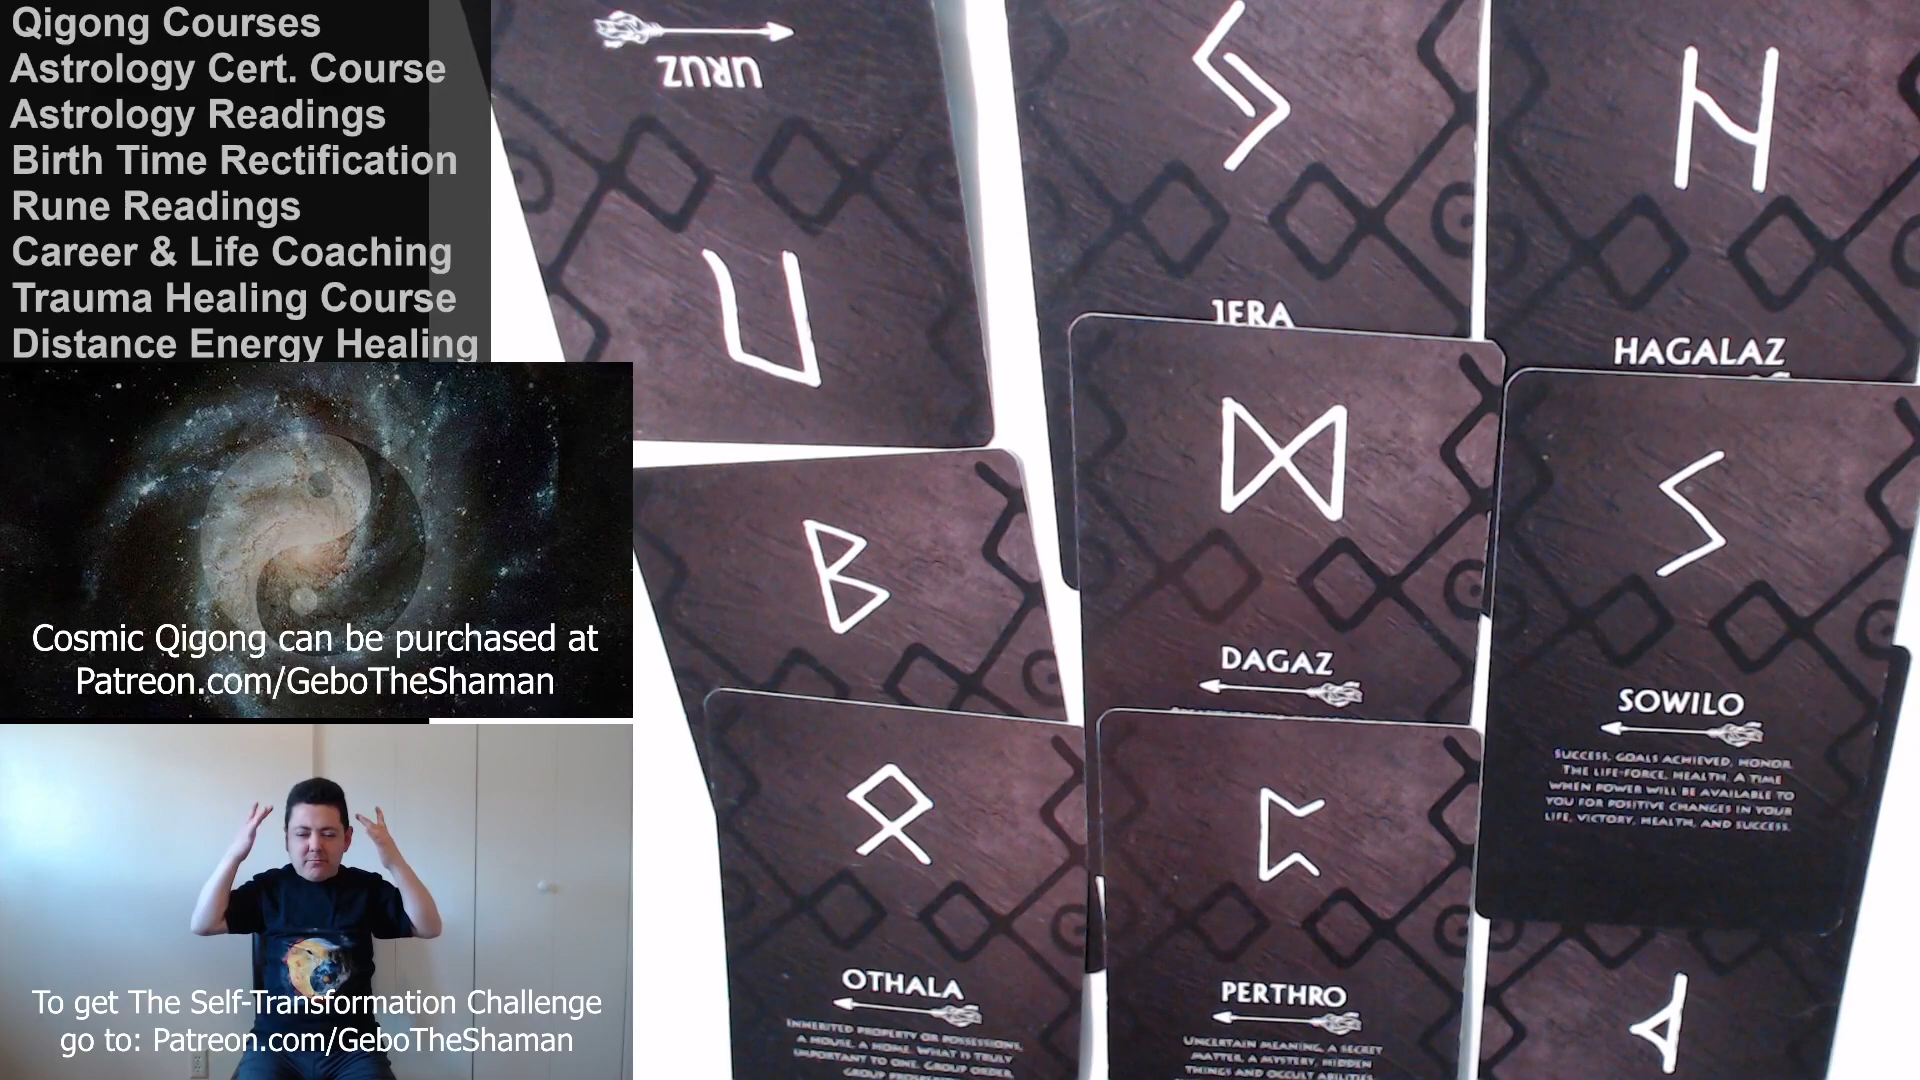 Qigong Courses
Astrology Cert. Course
Astrology Readings
Birth Time Rectification
Rune Readings
Career & Life Coaching
Trauma Healing Course
Distance Energy Healing
Cosmic Qigong can be purchased at
Patreon.com/GeboTheShaman
To get The Self-Transformation Challenge
go to: Patreon.com/GeboTheShaman
URUZ
JERA
HAGALAZ
DAGAZ
SOWILO
SUCCESS, GOALS ACHIEVED, HONOR.
THE LIFE-FORCE, HEALTH, A TIME
WHEN POWER WILL BE AVAILABLE TO
YOU FOR POSITIVE CHANGES IN YOUR
LIFE, VICTORY, HEALTH, AND SUCCESS.
OTHALA
INHERITED PROPERTY OR POSSESSIONS,
A HOUSE, A HOME. WHAT IS TRULY
IMPORTANT TO ONE. GROUP ORDER,
GROUP
PERTHRO
UNCERTAIN MEANING, A SECRET
MATTER, A MYSTERY, HIDDEN
THINGS AND OCCULT ABILITIES.